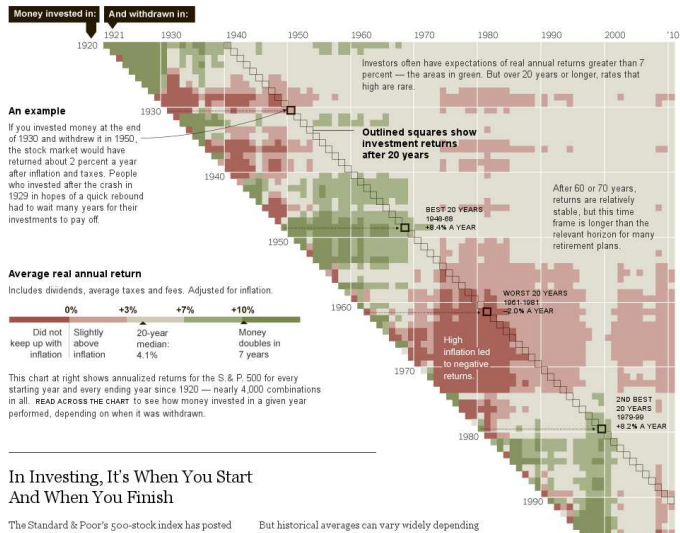 Money invested in:
And withdrawn in:
1920
1921
1930
1940
1950
1960
1970
1980
1990
2000
'10
Investors often have expectations of real annual returns greater than 7
percent — the areas in green. But over 20 years or longer, rates that
high are rare.
An example
If you invested money at the end
of 1930 and withdrew it in 1950,
the stock market would have
returned about 2 percent a year
after inflation and taxes. People
who invested after the crash in
1929 in hopes of a quick rebound
had to wait many years for their
investments to pay off.
1930
Outlined squares show
investment returns
after 20 years
1940
BEST 20 YEARS
1948-68
+8.4% A YEAR
After 60 or 70 years,
returns are relatively
stable, but this time
frame is longer than the
relevant horizon for many
retirement plans.
1950
Average real annual return
Includes dividends, average taxes and fees. Adjusted for inflation.
0%
+3%
+7%
+10%
Did not
keep up with
inflation
Slightly
above
inflation
20-year
median:
4.1%
Money
doubles in
7 years
WORST 20 YEARS
1961-1981
–2.0% A YEAR
1960
High
inflation led
to negative
returns.
1970
This chart at right shows annualized returns for the S. & P. 500 for every
starting year and every ending year since 1920 — nearly 4,000 combinations
in all. READ ACROSS THE CHART to see how money invested in a given year
performed, depending on when it was withdrawn.
2ND BEST
20 YEARS
1979-99
+8.2% A YEAR
1980
1990
In Investing, It's When You Start
And When You Finish
The Standard & Poor's 500-stock index has posted
But historical averages can vary widely depending